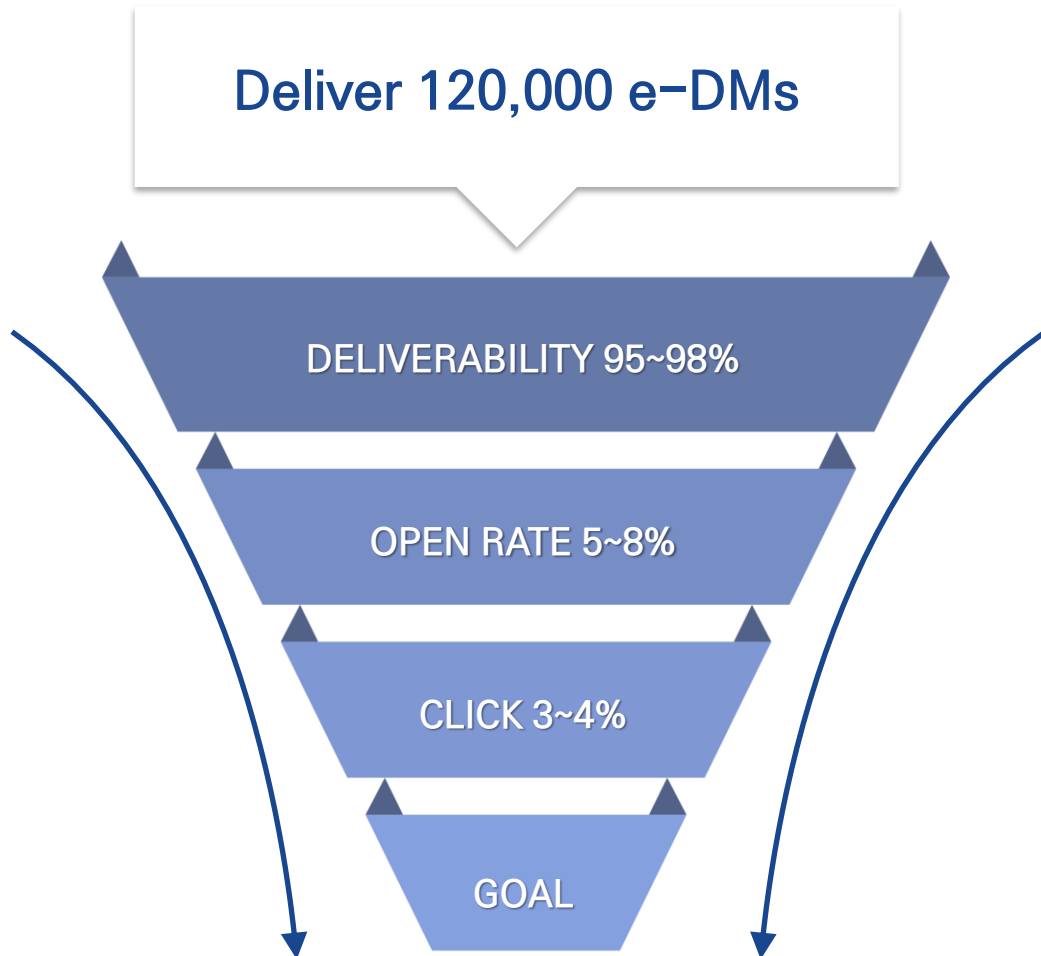 Deliver 120,000 e-DMs
DELIVERABILITY 95~98%
OPEN RATE 5~8%
CLICK 3~4%
GOAL